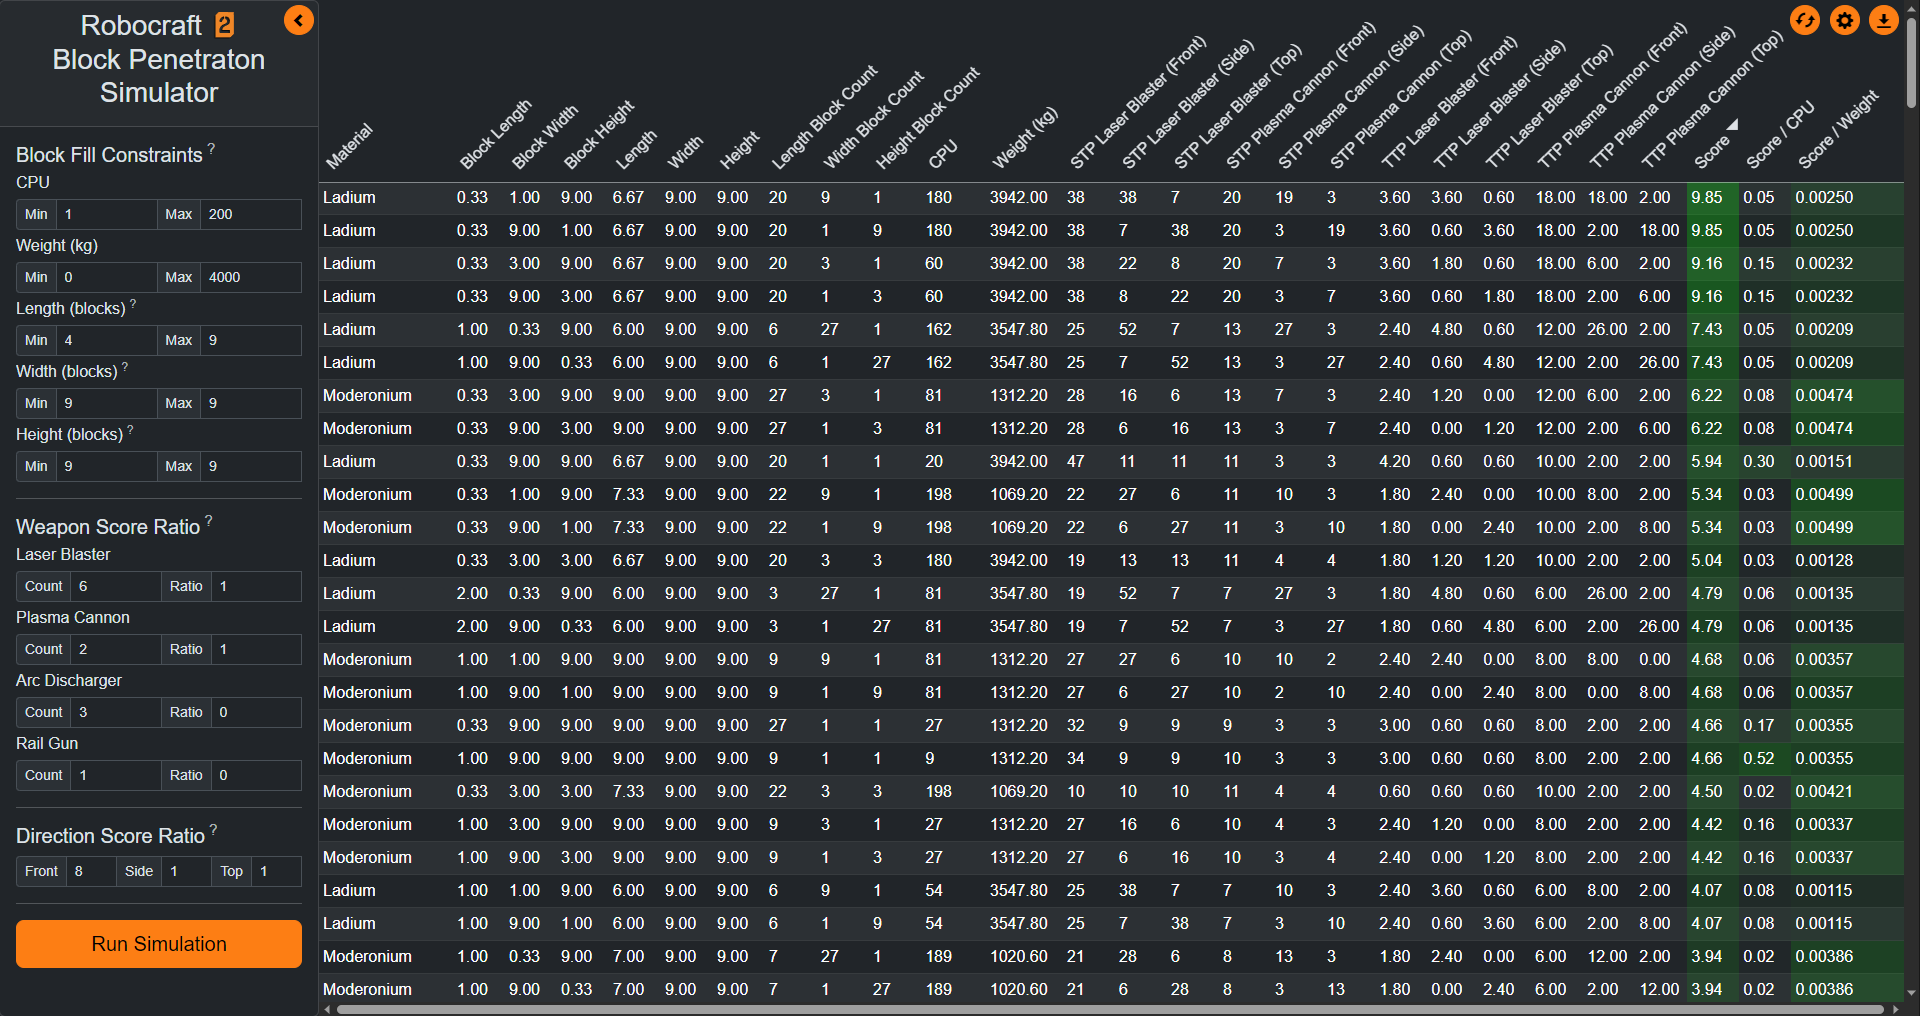 Robocraft 2
Block Penetraton
Simulator
Block Fill Constraints ?
CPU
Min 1 Max 200
Weight (kg)
Min 0 Max 4000
Length (blocks) ?
Min 4 Max 9
Width (blocks) ?
Min 9 Max 9
Height (blocks) ?
Min 9 Max 9
Weapon Score Ratio ?
Laser Blaster
Count 6 Ratio 1
Plasma Cannon
Count 2 Ratio 1
Arc Discharger
Count 3 Ratio 0
Rail Gun
Count 1 Ratio 0
Direction Score Ratio ?
Front 8 Side 1 Top 1
Run Simulation
Material Block Length Block Width Block Height Length Width Height Length Block Count Width Block Count Height Block Count CPU Weight (kg) STP Laser Blaster (Front) STP Laser Blaster (Side) STP Laser Blaster (Top) STP Plasma Cannon (Front) STP Plasma Cannon (Side) STP Plasma Cannon (Top) TTP Laser Blaster (Front) TTP Laser Blaster (Side) TTP Laser Blaster (Top) TTP Plasma Cannon (Front) TTP Plasma Cannon (Side) TTP Plasma Cannon (Top) Score Score / CPU Score / Weight
Ladium 0.33 1.00 9.00 6.67 9.00 9.00 20 9 1 180 3942.00 38 38 7 20 19 3 3.60 3.60 0.60 18.00 18.00 2.00 9.85 0.05 0.00250
Ladium 0.33 9.00 1.00 6.67 9.00 9.00 20 1 9 180 3942.00 38 7 38 20 3 19 3.60 0.60 3.60 18.00 2.00 18.00 9.85 0.05 0.00250
Ladium 0.33 3.00 9.00 6.67 9.00 9.00 20 3 1 60 3942.00 38 22 8 20 7 3 3.60 1.80 0.60 18.00 6.00 2.00 9.16 0.15 0.00232
Ladium 0.33 9.00 3.00 6.67 9.00 9.00 20 1 3 60 3942.00 38 8 22 20 3 7 3.60 0.60 1.80 18.00 2.00 6.00 9.16 0.15 0.00232
Ladium 1.00 0.33 9.00 6.00 9.00 9.00 6 27 1 162 3547.80 25 52 7 13 27 3 2.40 4.80 0.60 12.00 26.00 2.00 7.43 0.05 0.00209
Ladium 1.00 9.00 0.33 6.00 9.00 9.00 6 1 27 162 3547.80 25 7 52 13 3 27 2.40 0.60 4.80 12.00 2.00 26.00 7.43 0.05 0.00209
Moderonium 0.33 3.00 9.00 9.00 9.00 9.00 27 3 1 81 1312.20 28 16 6 13 7 3 2.40 1.20 0.00 12.00 6.00 2.00 6.22 0.08 0.00474
Moderonium 0.33 9.00 3.00 9.00 9.00 9.00 27 1 3 81 1312.20 28 6 16 13 3 7 2.40 0.00 1.20 12.00 2.00 6.00 6.22 0.08 0.00474
Ladium 0.33 9.00 9.00 6.67 9.00 9.00 20 1 1 20 3942.00 47 11 11 11 3 3 4.20 0.60 0.60 10.00 2.00 2.00 5.94 0.30 0.00151
Moderonium 0.33 1.00 9.00 7.33 9.00 9.00 22 9 1 198 1069.20 22 27 6 11 10 3 1.80 2.40 0.00 10.00 8.00 2.00 5.34 0.03 0.00499
Moderonium 0.33 9.00 1.00 7.33 9.00 9.00 22 1 9 198 1069.20 22 6 27 11 3 10 1.80 0.00 2.40 10.00 2.00 8.00 5.34 0.03 0.00499
Ladium 0.33 3.00 3.00 6.67 9.00 9.00 20 3 3 180 3942.00 19 13 13 11 4 4 1.80 1.20 1.20 10.00 2.00 2.00 5.04 0.03 0.00128
Ladium 2.00 0.33 9.00 6.00 9.00 9.00 3 27 1 81 3547.80 19 52 7 7 27 3 1.80 4.80 0.60 6.00 26.00 2.00 4.79 0.06 0.00135
Ladium 2.00 9.00 0.33 6.00 9.00 9.00 3 1 27 81 3547.80 19 7 52 7 3 27 1.80 0.60 4.80 6.00 2.00 26.00 4.79 0.06 0.00135
Moderonium 1.00 1.00 9.00 9.00 9.00 9.00 9 9 1 81 1312.20 27 27 6 10 10 2 2.40 2.40 0.00 8.00 8.00 0.00 4.68 0.06 0.00357
Moderonium 1.00 9.00 1.00 9.00 9.00 9.00 9 1 9 81 1312.20 27 6 27 10 2 10 2.40 0.00 2.40 8.00 0.00 8.00 4.68 0.06 0.00357
Moderonium 0.33 9.00 9.00 9.00 9.00 9.00 27 1 1 27 1312.20 32 9 9 9 3 3 3.00 0.60 0.60 8.00 2.00 2.00 4.66 0.17 0.00355
Moderonium 1.00 9.00 9.00 9.00 9.00 9.00 9 1 1 9 1312.20 34 9 9 10 3 3 3.00 0.60 0.60 8.00 2.00 2.00 4.66 0.52 0.00355
Moderonium 0.33 3.00 3.00 7.33 9.00 9.00 22 3 3 198 1069.20 10 10 10 11 4 4 0.60 0.60 0.60 10.00 2.00 2.00 4.50 0.02 0.00421
Moderonium 1.00 3.00 9.00 9.00 9.00 9.00 9 3 1 27 1312.20 27 16 6 10 4 3 2.40 1.20 0.00 8.00 2.00 2.00 4.42 0.16 0.00337
Moderonium 1.00 9.00 3.00 9.00 9.00 9.00 9 1 3 27 1312.20 27 6 16 10 3 4 2.40 0.00 1.20 8.00 2.00 2.00 4.42 0.16 0.00337
Ladium 1.00 1.00 9.00 6.00 9.00 9.00 6 9 1 54 3547.80 25 38 7 7 10 3 2.40 3.60 0.60 6.00 8.00 2.00 4.07 0.08 0.00115
Ladium 1.00 9.00 1.00 6.00 9.00 9.00 6 1 9 54 3547.80 25 7 38 7 3 10 2.40 0.60 3.60 6.00 2.00 8.00 4.07 0.08 0.00115
Moderonium 1.00 0.33 9.00 7.00 9.00 9.00 7 27 1 189 1020.60 21 28 6 8 13 3 1.80 2.40 0.00 6.00 12.00 2.00 3.94 0.02 0.00386
Moderonium 1.00 9.00 0.33 7.00 9.00 9.00 7 1 27 189 1020.60 21 6 28 8 3 13 1.80 0.00 2.40 6.00 2.00 12.00 3.94 0.02 0.00386